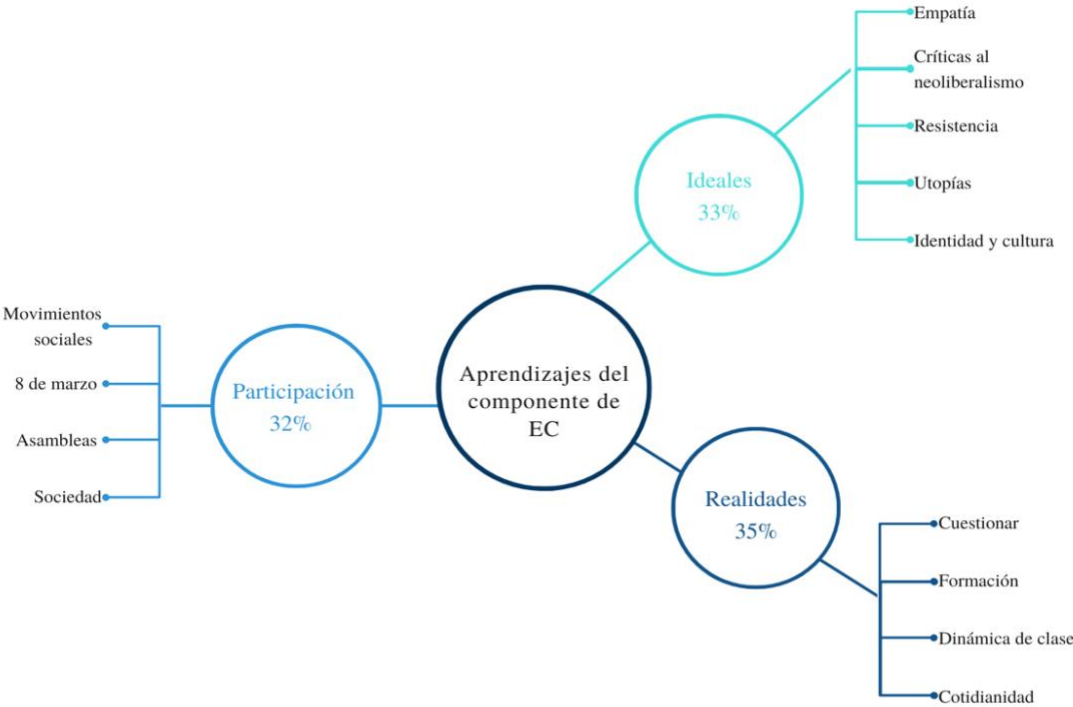 Empatía
Críticas al
neoliberalismo
Resistencia
Utopías
Identidad y cultura
Ideales
33%
Movimientos
sociales
8 de marzo
Asambleas
Sociedad
Participación
32%
Aprendizajes del
componente de
EC
Realidades
35%
Cuestionar
Formación
Dinámica de clase
Cotidianidad